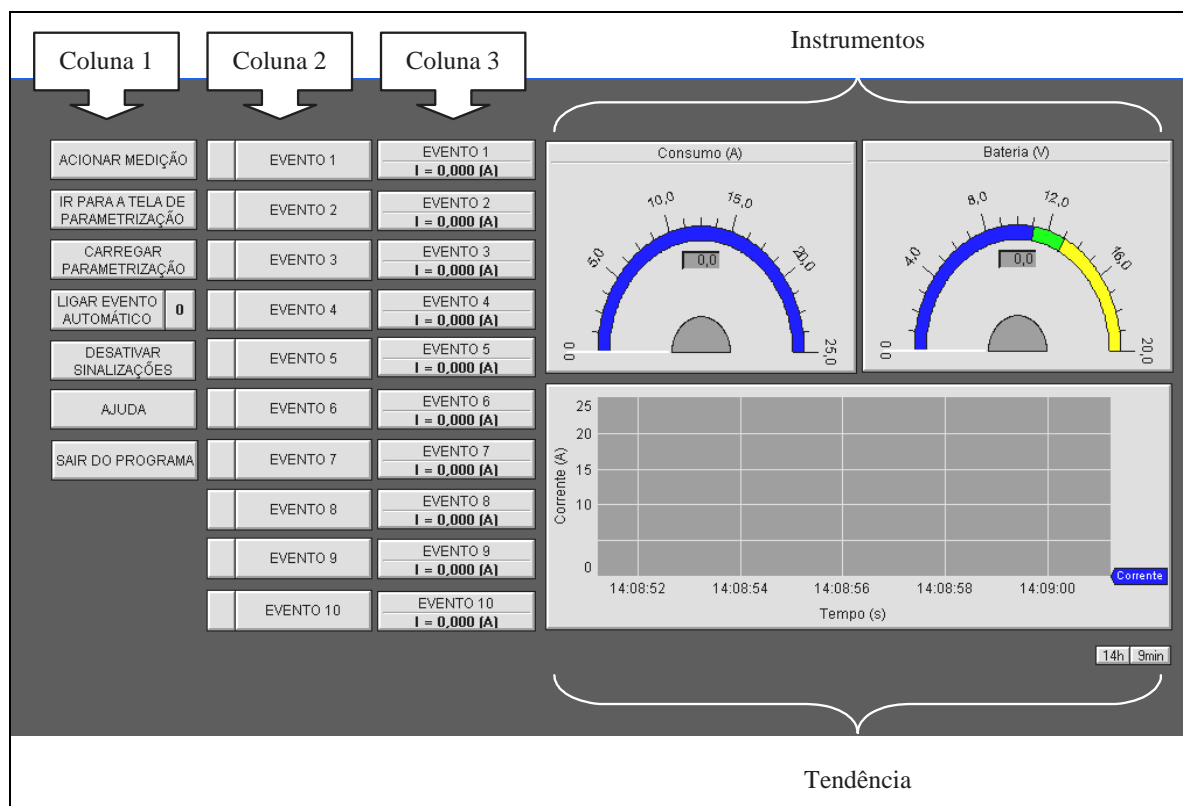 Coluna 1
Coluna 2
Coluna 3
Instrumentos
ACIONAR MEDIÇÃO
IR PARA A TELA DE
PARAMETRIZAÇÃO
CARREGAR
PARAMETRIZAÇÃO
LIGAR EVENTO
AUTOMÁTICO
0
DESATIVAR
SINALIZAÇÕES
AJUDA
SAIR DO PROGRAMA
EVENTO 1
EVENTO 2
EVENTO 3
EVENTO 4
EVENTO 5
EVENTO 6
EVENTO 7
EVENTO 8
EVENTO 9
EVENTO 10
EVENTO 1
I = 0,000 (A)
EVENTO 2
I = 0,000 (A)
EVENTO 3
I = 0,000 (A)
EVENTO 4
I = 0,000 (A)
EVENTO 5
I = 0,000 (A)
EVENTO 6
I = 0,000 (A)
EVENTO 7
I = 0,000 (A)
EVENTO 8
I = 0,000 (A)
EVENTO 9
I = 0,000 (A)
EVENTO 10
I = 0,000 (A)
Consumo (A)
0,0
5,0
10,0
15,0
20,0
25,0
0,0
Bateria (V)
0,0
4,0
8,0
12,0
16,0
20,0
0,0
Corrente (A)
25
20
15
10
0
14:08:52
14:08:54
14:08:56
14:08:58
14:09:00
Tempo (s)
Corrente
14h
9min
Tendência